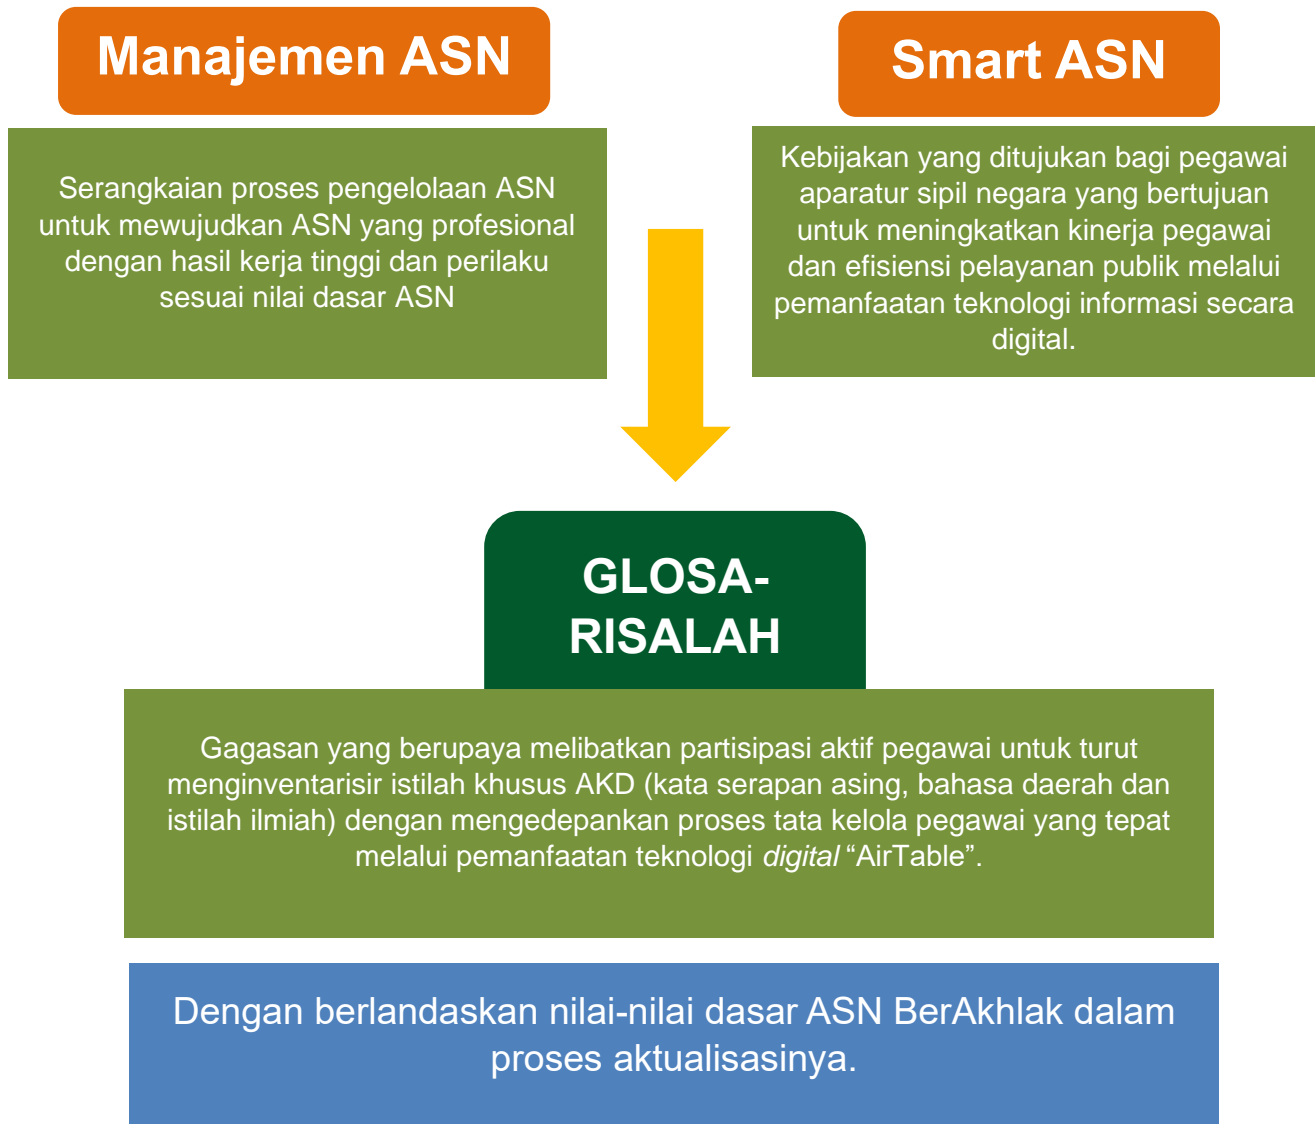 Manajemen ASN
Serangkaian proses pengelolaan ASN
untuk mewujudkan ASN yang profesional
dengan hasil kerja tinggi dan perilaku
sesuai nilai dasar ASN
Smart ASN
Kebijakan yang ditujukan bagi pegawai
aparatur sipil negara yang bertujuan
untuk meningkatkan kinerja pegawai
dan efisiensi pelayanan publik melalui
pemanfaatan teknologi informasi secara
digital.
GLOSA-
RISALAH
Gagasan yang berupaya melibatkan partisipasi aktif pegawai untuk turut
menginventarisir istilah khusus AKD (kata serapan asing, bahasa daerah dan
istilah ilmiah) dengan mengedepankan proses tata kelola pegawai yang tepat
melalui pemanfaatan teknologi digital “AirTable”.
Dengan berlandaskan nilai-nilai dasar ASN BerAkhlak dalam
proses aktualisasinya.